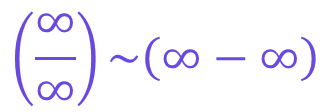 (∞/∞) ~ (∞ − ∞)